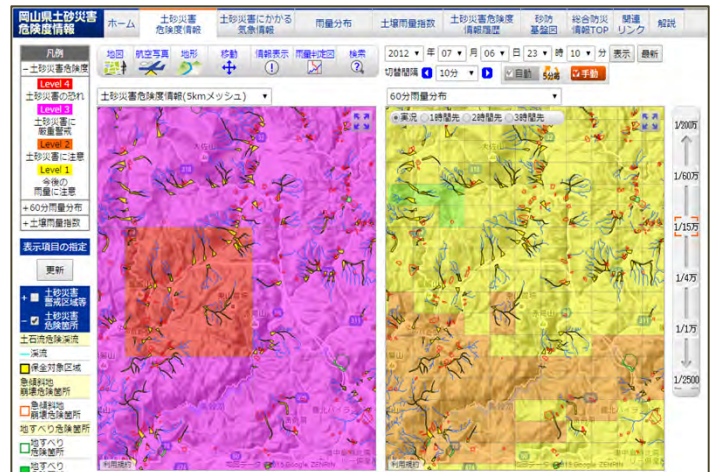 岡山県土砂災害
危険度情報
ホーム
土砂災害
危険度情報
土砂災害にかかる
気象情報
雨量分布
土壌雨量指数
土砂災害危険度
情報履歴
砂防
基盤図
総合防災
情報TOP
関連
リンク
解説
凡例
−土砂災害危険度
Level 4
土砂災害の恐れ
Level 3
土砂災害に
厳重警戒
Level 2
土砂災害に注意
Level 1
今後の
雨量に注意
+60分雨量分布
+土壌雨量指数
表示項目の指定
更新
+ 土砂災害
警戒区域等
− 土砂災害
危険箇所
土石流危険渓流
渓流
保全対象区域
急傾斜地
崩壊危険箇所
急傾斜地
崩壊危険箇所
地すべり危険箇所
地すべり
危険箇所
地すべり
地図 航空写真 地形 移動 情報表示 雨量判定図 検索
2012 年 07 月 06 日 23 時 10 分 表示 最新
切替間隔 10分 自動 5分毎 手動
土砂災害危険度情報(5kmメッシュ)
60分雨量分布
実況 1時間先 2時間先 3時間先
1/200万
1/60万
1/15万
1/4万
1/1万
1/2500
利用規約
利用規約